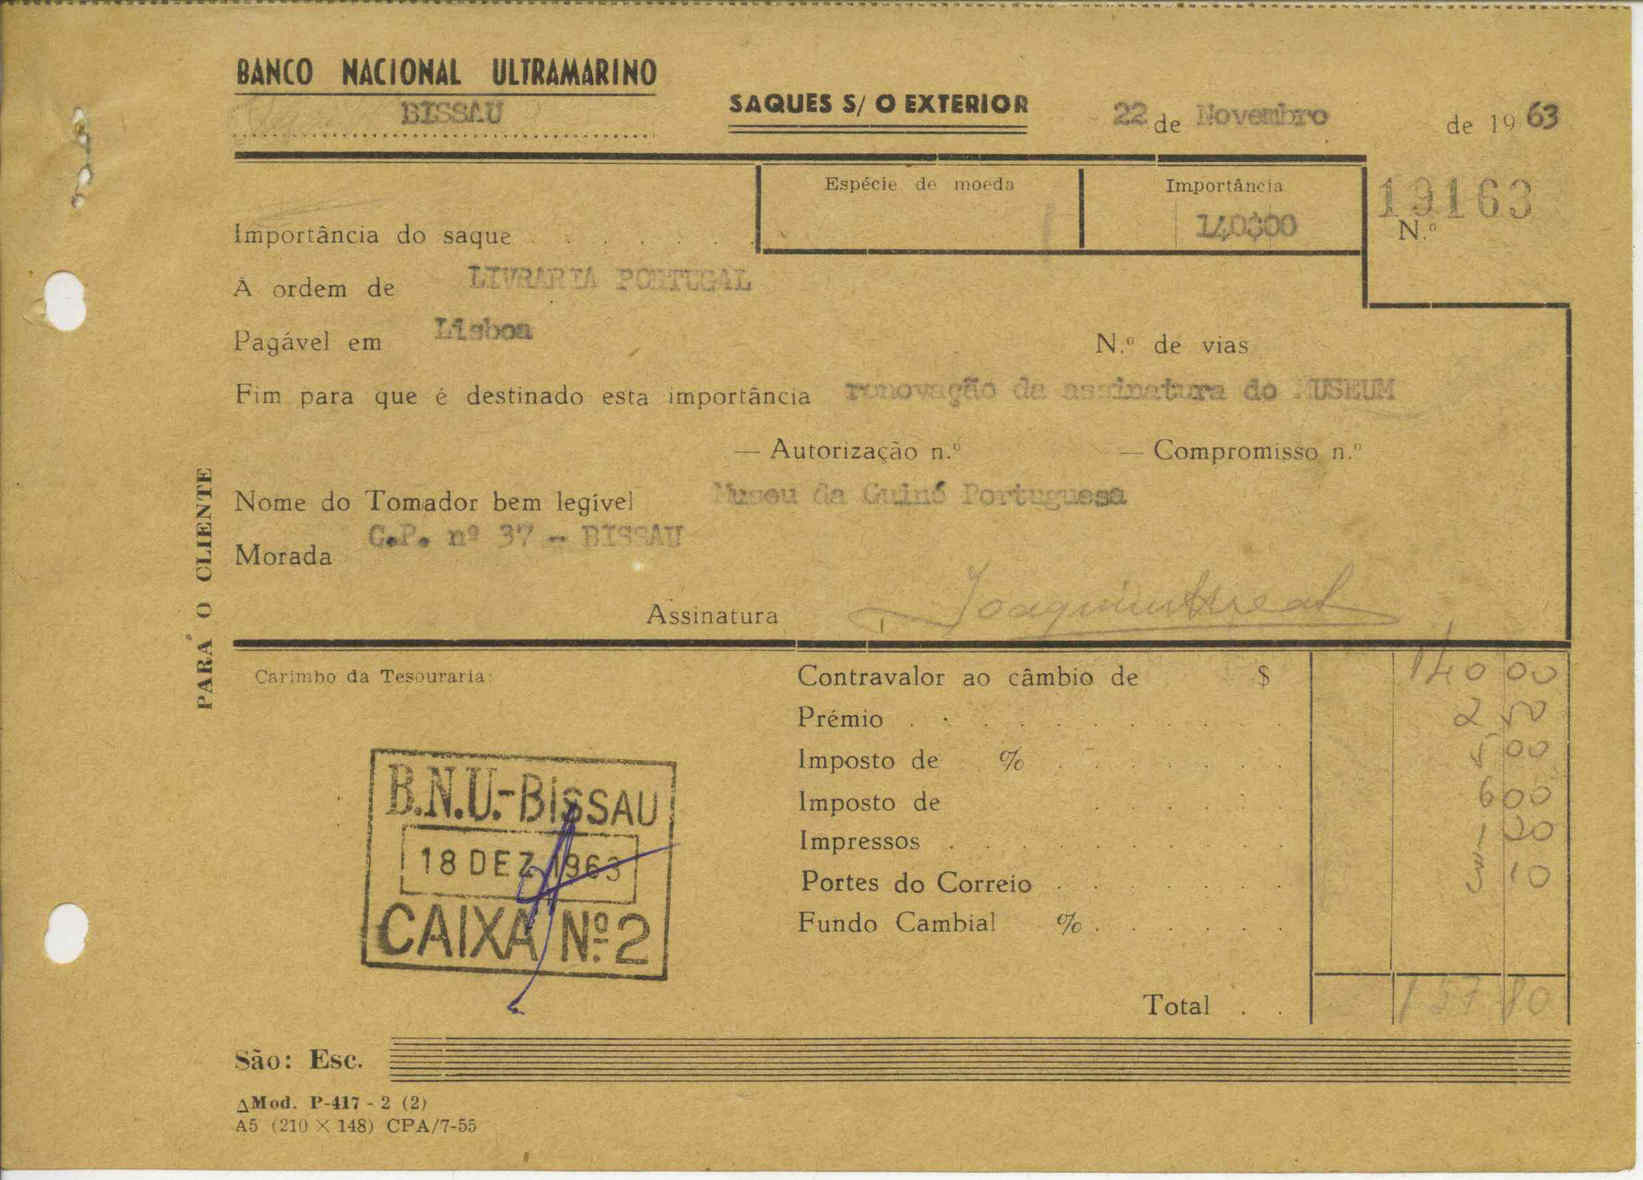 BANCO NACIONAL ULTRAMARINO
BISSAU
SAQUES S/ O EXTERIOR
22 de Novembro de 1963
Espécie de moeda
Importância
19163
N.º
Importância do saque
140$00
À ordem de LIVRARIA PORTUGAL
Pagável em Lisboa
N.º de vias
Fim para que é destinado esta importância renovação da assinatura do MUSEUM
— Autorização n.º — Compromisso n.º
Nome do Tomador bem legível Museu da Guiné Portuguesa
Morada C.P. nº 37 - BISSAU
Assinatura
PARA O CLIENTE
Carimbo da Tesouraria:
Contravalor ao câmbio de $ 140 00
Prémio 2 50
Imposto de % 5 00
Imposto de 6 00
Impressos 1 20
Portes do Correio 3 10
Fundo Cambial %
Total 157 80
B.N.U.-BISSAU
18 DEZ 1963
CAIXA Nº 2
São: Esc.
△Mod. P-417 - 2 (2)
A5 (210 × 148) CPA/7-55